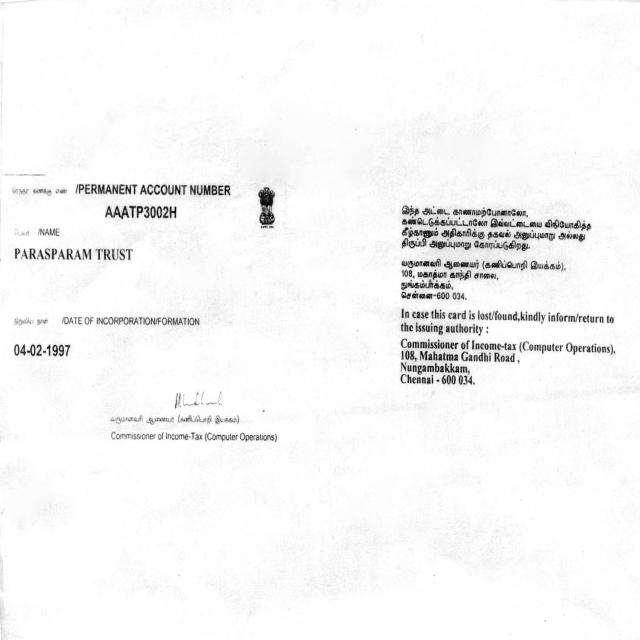 நிரந்தர கணக்கு எண் /PERMANENT ACCOUNT NUMBER
AAATP3002H
பெயர் /NAME
PARASPARAM TRUST
நிறுவிய நாள் /DATE OF INCORPORATION/FORMATION
04-02-1997
வருமானவரி ஆணையர் (கணிப்பொறி இயக்கம்)
Commissioner of Income-Tax (Computer Operations)
இந்த அட்டை காணாமற்போனாலோ,
கண்டெடுக்கப்பட்டாலோ இவ்வட்டையை விநியோகித்த
கீழ்காணும் அதிகாரிக்கு தகவல் அனுப்புமாறு அல்லது
திருப்பி அனுப்புமாறு கோரப்படுகிறது.
வருமானவரி ஆணையர் (கணிப்பொறி இயக்கம்),
108, மகாத்மா காந்தி சாலை,
நுங்கம்பாக்கம்,
சென்னை-600 034.
In case this card is lost/found,kindly inform/return to
the issuing authority :
Commissioner of Income-tax (Computer Operations),
108, Mahatma Gandhi Road ,
Nungambakkam,
Chennai - 600 034.